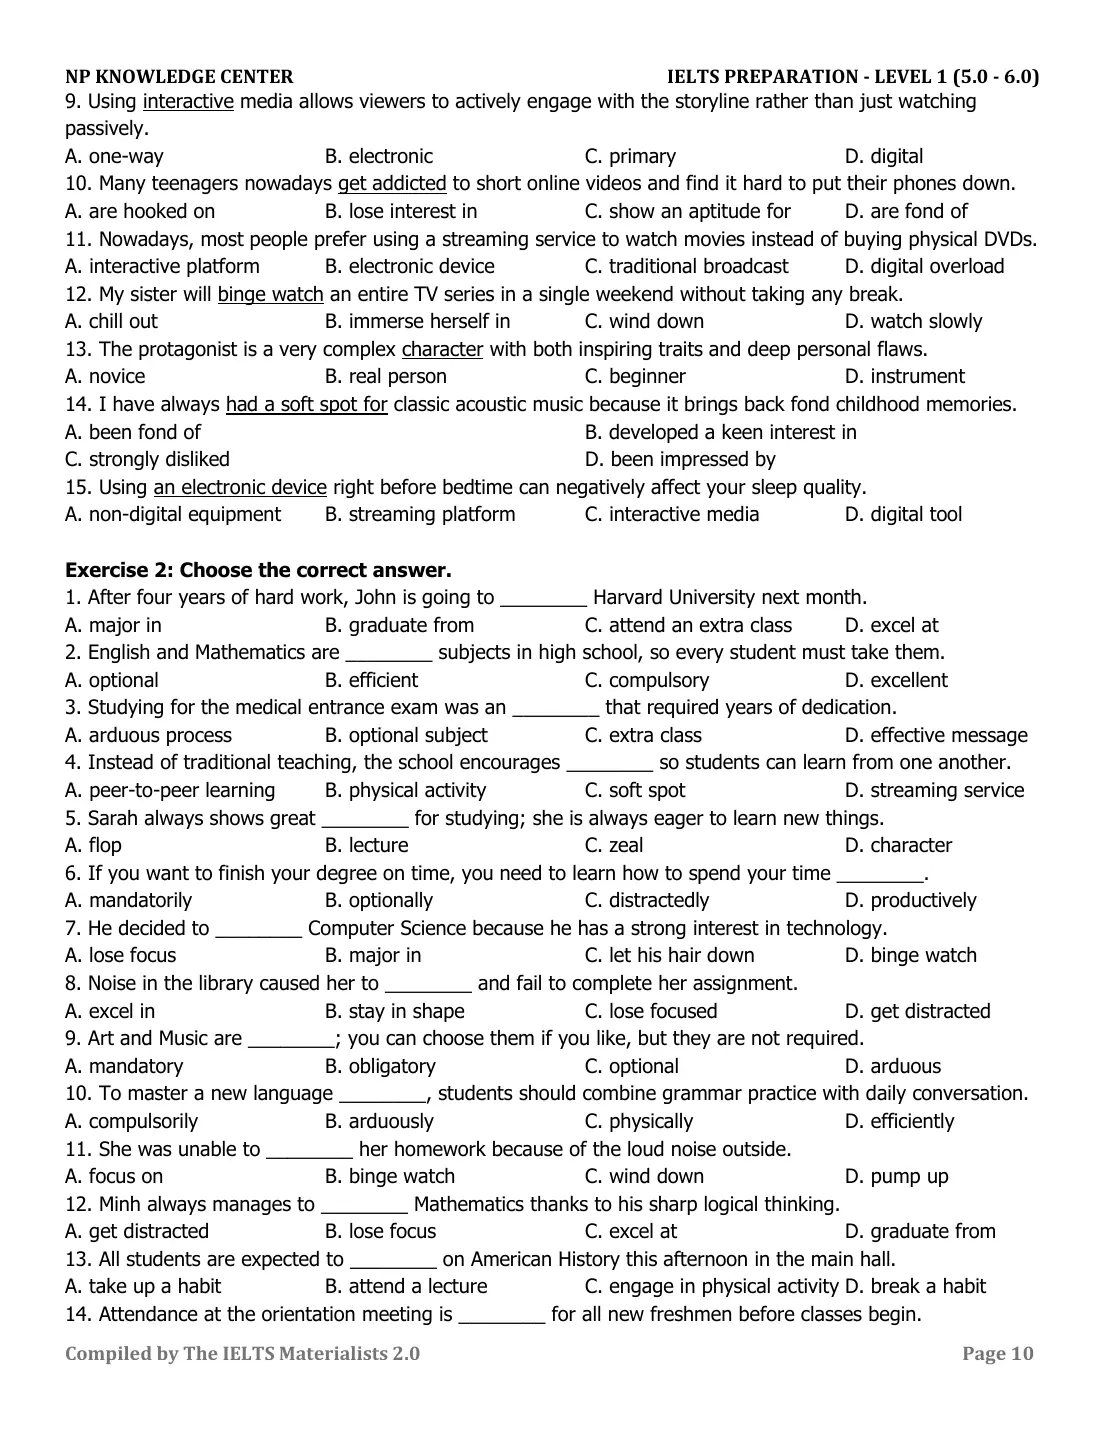 NP KNOWLEDGE CENTER IELTS PREPARATION - LEVEL 1 (5.0 - 6.0)
9. Using interactive media allows viewers to actively engage with the storyline rather than just watching
passively.
A. one-way B. electronic C. primary D. digital
10. Many teenagers nowadays get addicted to short online videos and find it hard to put their phones down.
A. are hooked on B. lose interest in C. show an aptitude for D. are fond of
11. Nowadays, most people prefer using a streaming service to watch movies instead of buying physical DVDs.
A. interactive platform B. electronic device C. traditional broadcast D. digital overload
12. My sister will binge watch an entire TV series in a single weekend without taking any break.
A. chill out B. immerse herself in C. wind down D. watch slowly
13. The protagonist is a very complex character with both inspiring traits and deep personal flaws.
A. novice B. real person C. beginner D. instrument
14. I have always had a soft spot for classic acoustic music because it brings back fond childhood memories.
A. been fond of B. developed a keen interest in
C. strongly disliked D. been impressed by
15. Using an electronic device right before bedtime can negatively affect your sleep quality.
A. non-digital equipment B. streaming platform C. interactive media D. digital tool
Exercise 2: Choose the correct answer.
1. After four years of hard work, John is going to ________ Harvard University next month.
A. major in B. graduate from C. attend an extra class D. excel at
2. English and Mathematics are ________ subjects in high school, so every student must take them.
A. optional B. efficient C. compulsory D. excellent
3. Studying for the medical entrance exam was an ________ that required years of dedication.
A. arduous process B. optional subject C. extra class D. effective message
4. Instead of traditional teaching, the school encourages ________ so students can learn from one another.
A. peer-to-peer learning B. physical activity C. soft spot D. streaming service
5. Sarah always shows great ________ for studying; she is always eager to learn new things.
A. flop B. lecture C. zeal D. character
6. If you want to finish your degree on time, you need to learn how to spend your time ________.
A. mandatorily B. optionally C. distractedly D. productively
7. He decided to ________ Computer Science because he has a strong interest in technology.
A. lose focus B. major in C. let his hair down D. binge watch
8. Noise in the library caused her to ________ and fail to complete her assignment.
A. excel in B. stay in shape C. lose focused D. get distracted
9. Art and Music are ________; you can choose them if you like, but they are not required.
A. mandatory B. obligatory C. optional D. arduous
10. To master a new language ________, students should combine grammar practice with daily conversation.
A. compulsorily B. arduously C. physically D. efficiently
11. She was unable to ________ her homework because of the loud noise outside.
A. focus on B. binge watch C. wind down D. pump up
12. Minh always manages to ________ Mathematics thanks to his sharp logical thinking.
A. get distracted B. lose focus C. excel at D. graduate from
13. All students are expected to ________ on American History this afternoon in the main hall.
A. take up a habit B. attend a lecture C. engage in physical activity D. break a habit
14. Attendance at the orientation meeting is ________ for all new freshmen before classes begin.
Compiled by The IELTS Materialists 2.0 Page 10